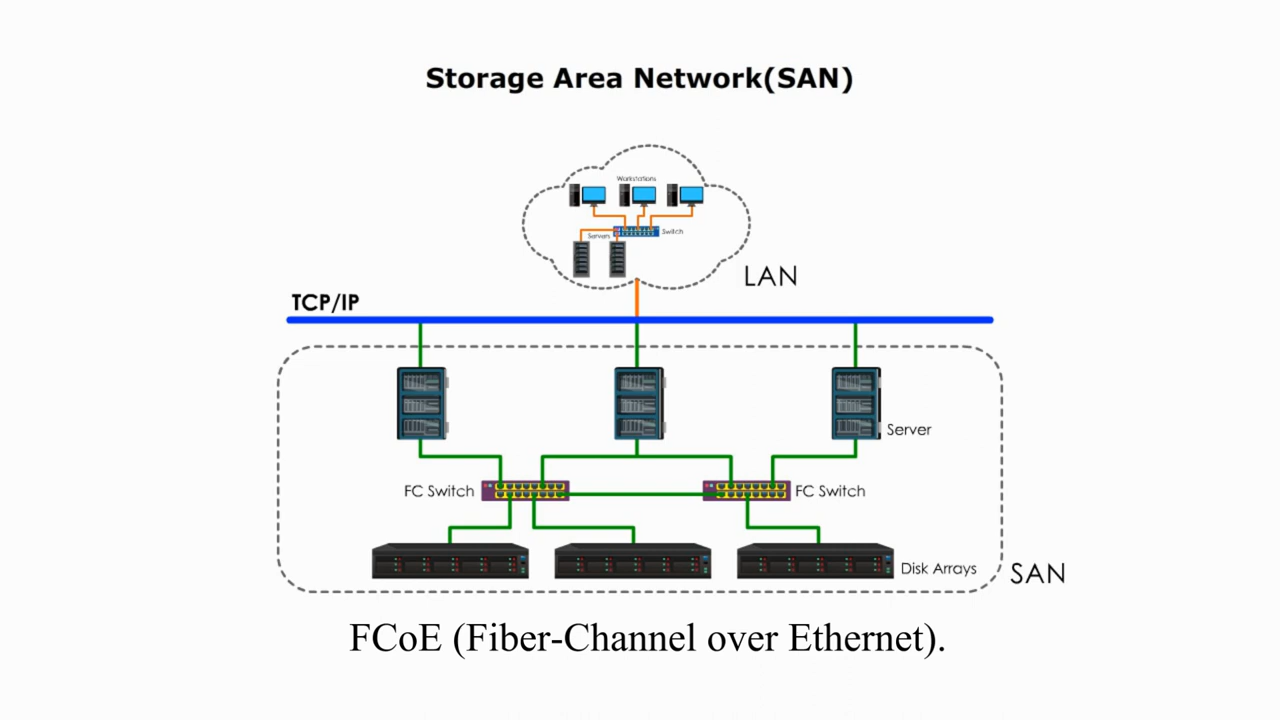 Storage Area Network(SAN)
Workstations
Switch
Servers
LAN
TCP/IP
Server
FC Switch
FC Switch
Disk Arrays
SAN
FCoE (Fiber-Channel over Ethernet).